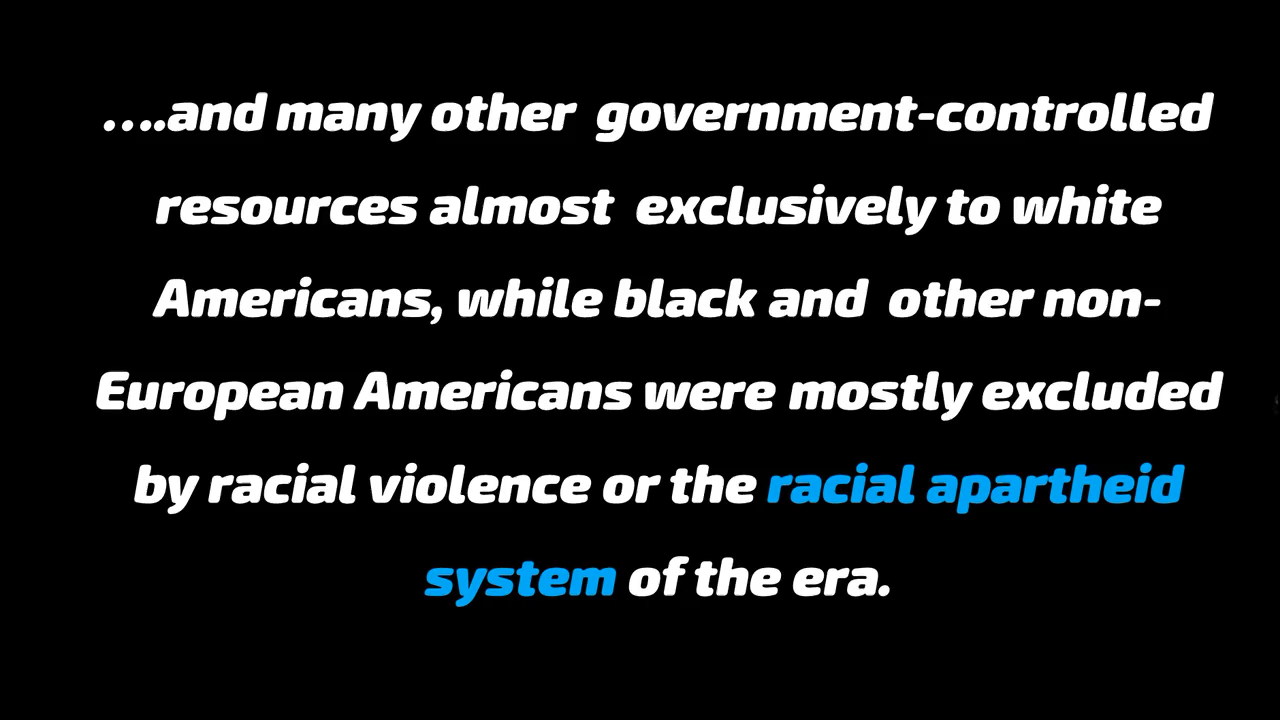 ….and many other  government-controlled
resources almost  exclusively to white
Americans, while black and  other non-
European Americans were mostly excluded
by racial violence or the racial apartheid
system of the era.